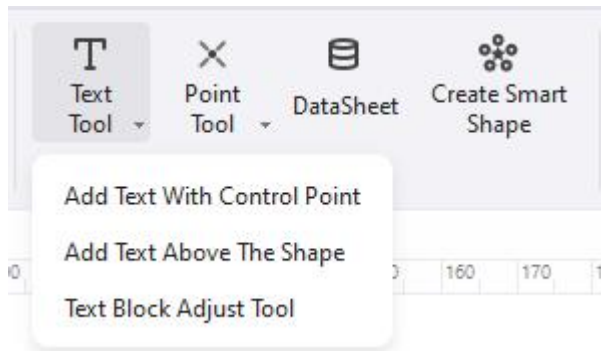 Text
Tool
Point
Tool
DataSheet
Create Smart
Shape
Add Text With Control Point
Add Text Above The Shape
Text Block Adjust Tool
160
170